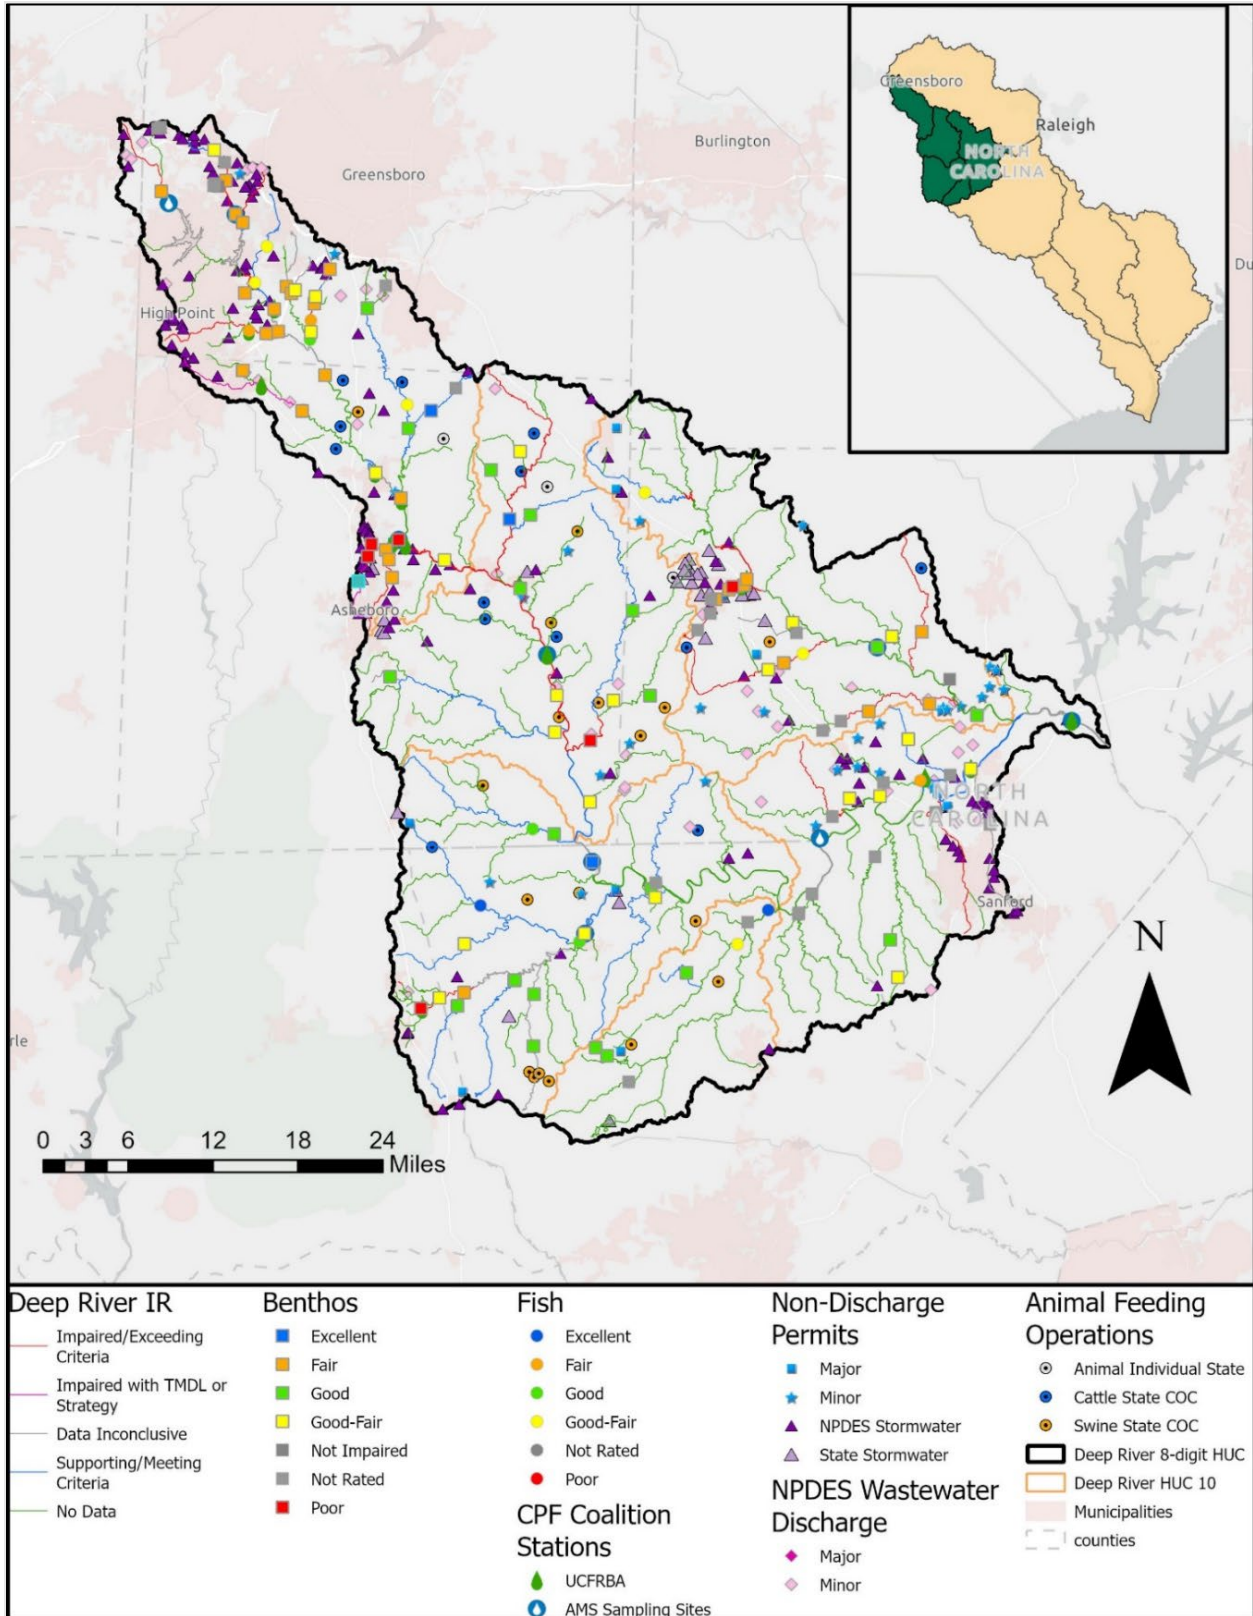 Greensboro
Raleigh
NORTH
CAROLINA
Burlington
Greensboro
Du
High Point
Asheboro
NORTH
CAROLINA
Sanford
rle
N
0 3 6 12 18 24
Miles
Deep River IR
Impaired/Exceeding
Criteria
Impaired with TMDL or
Strategy
Data Inconclusive
Supporting/Meeting
Criteria
No Data
Benthos
Excellent
Fair
Good
Good-Fair
Not Impaired
Not Rated
Poor
Fish
Excellent
Fair
Good
Good-Fair
Not Rated
Poor
CPF Coalition
Stations
UCFRBA
AMS Sampling Sites
Non-Discharge
Permits
Major
Minor
NPDES Stormwater
State Stormwater
NPDES Wastewater
Discharge
Major
Minor
Animal Feeding
Operations
Animal Individual State
Cattle State COC
Swine State COC
Deep River 8-digit HUC
Deep River HUC 10
Municipalities
counties